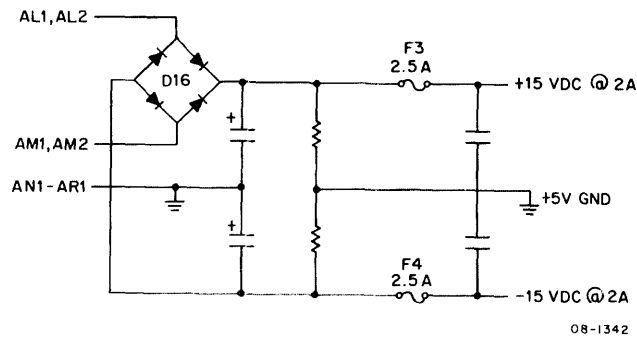 AL1,AL2
F3
2.5A
D16
+15 VDC @ 2A
+
AM1,AM2
AN1-AR1
+5V GND
+
F4
2.5A
-15 VDC @ 2A
08-1342